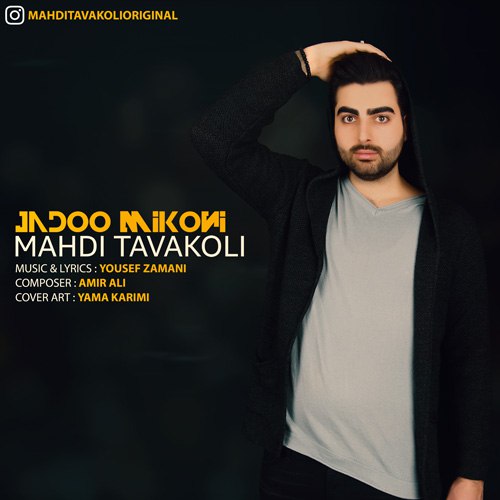 MAHDITAVAKOLIORIGINAL
JADOO MiKONi
MAHDI TAVAKOLI
MUSIC & LYRICS : YOUSEF ZAMANI
COMPOSER : AMIR ALI
COVER ART : YAMA KARIMI